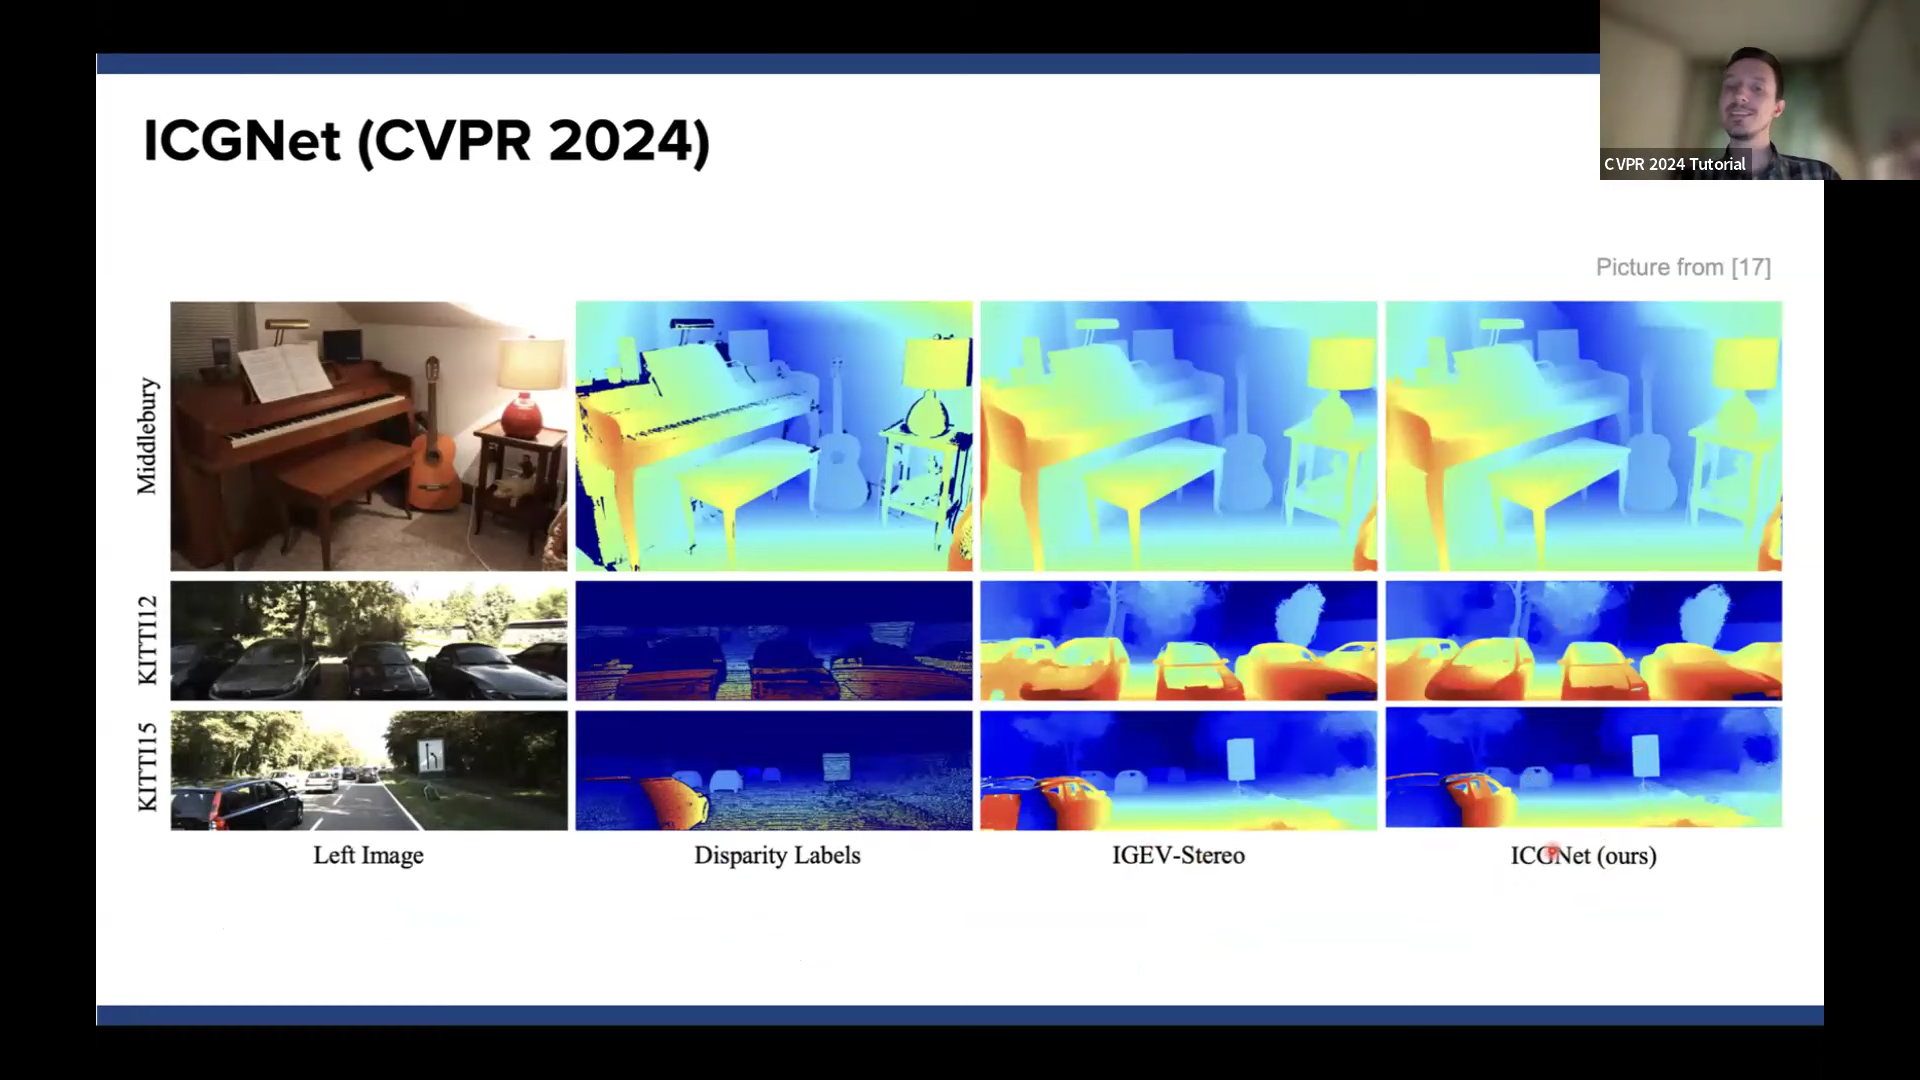 CVPR 2024 Tutorial
ICGNet (CVPR 2024)
Picture from [17]
Middlebury
KITTI12
KITTI15
Left Image
Disparity Labels
IGEV-Stereo
ICGNet (ours)